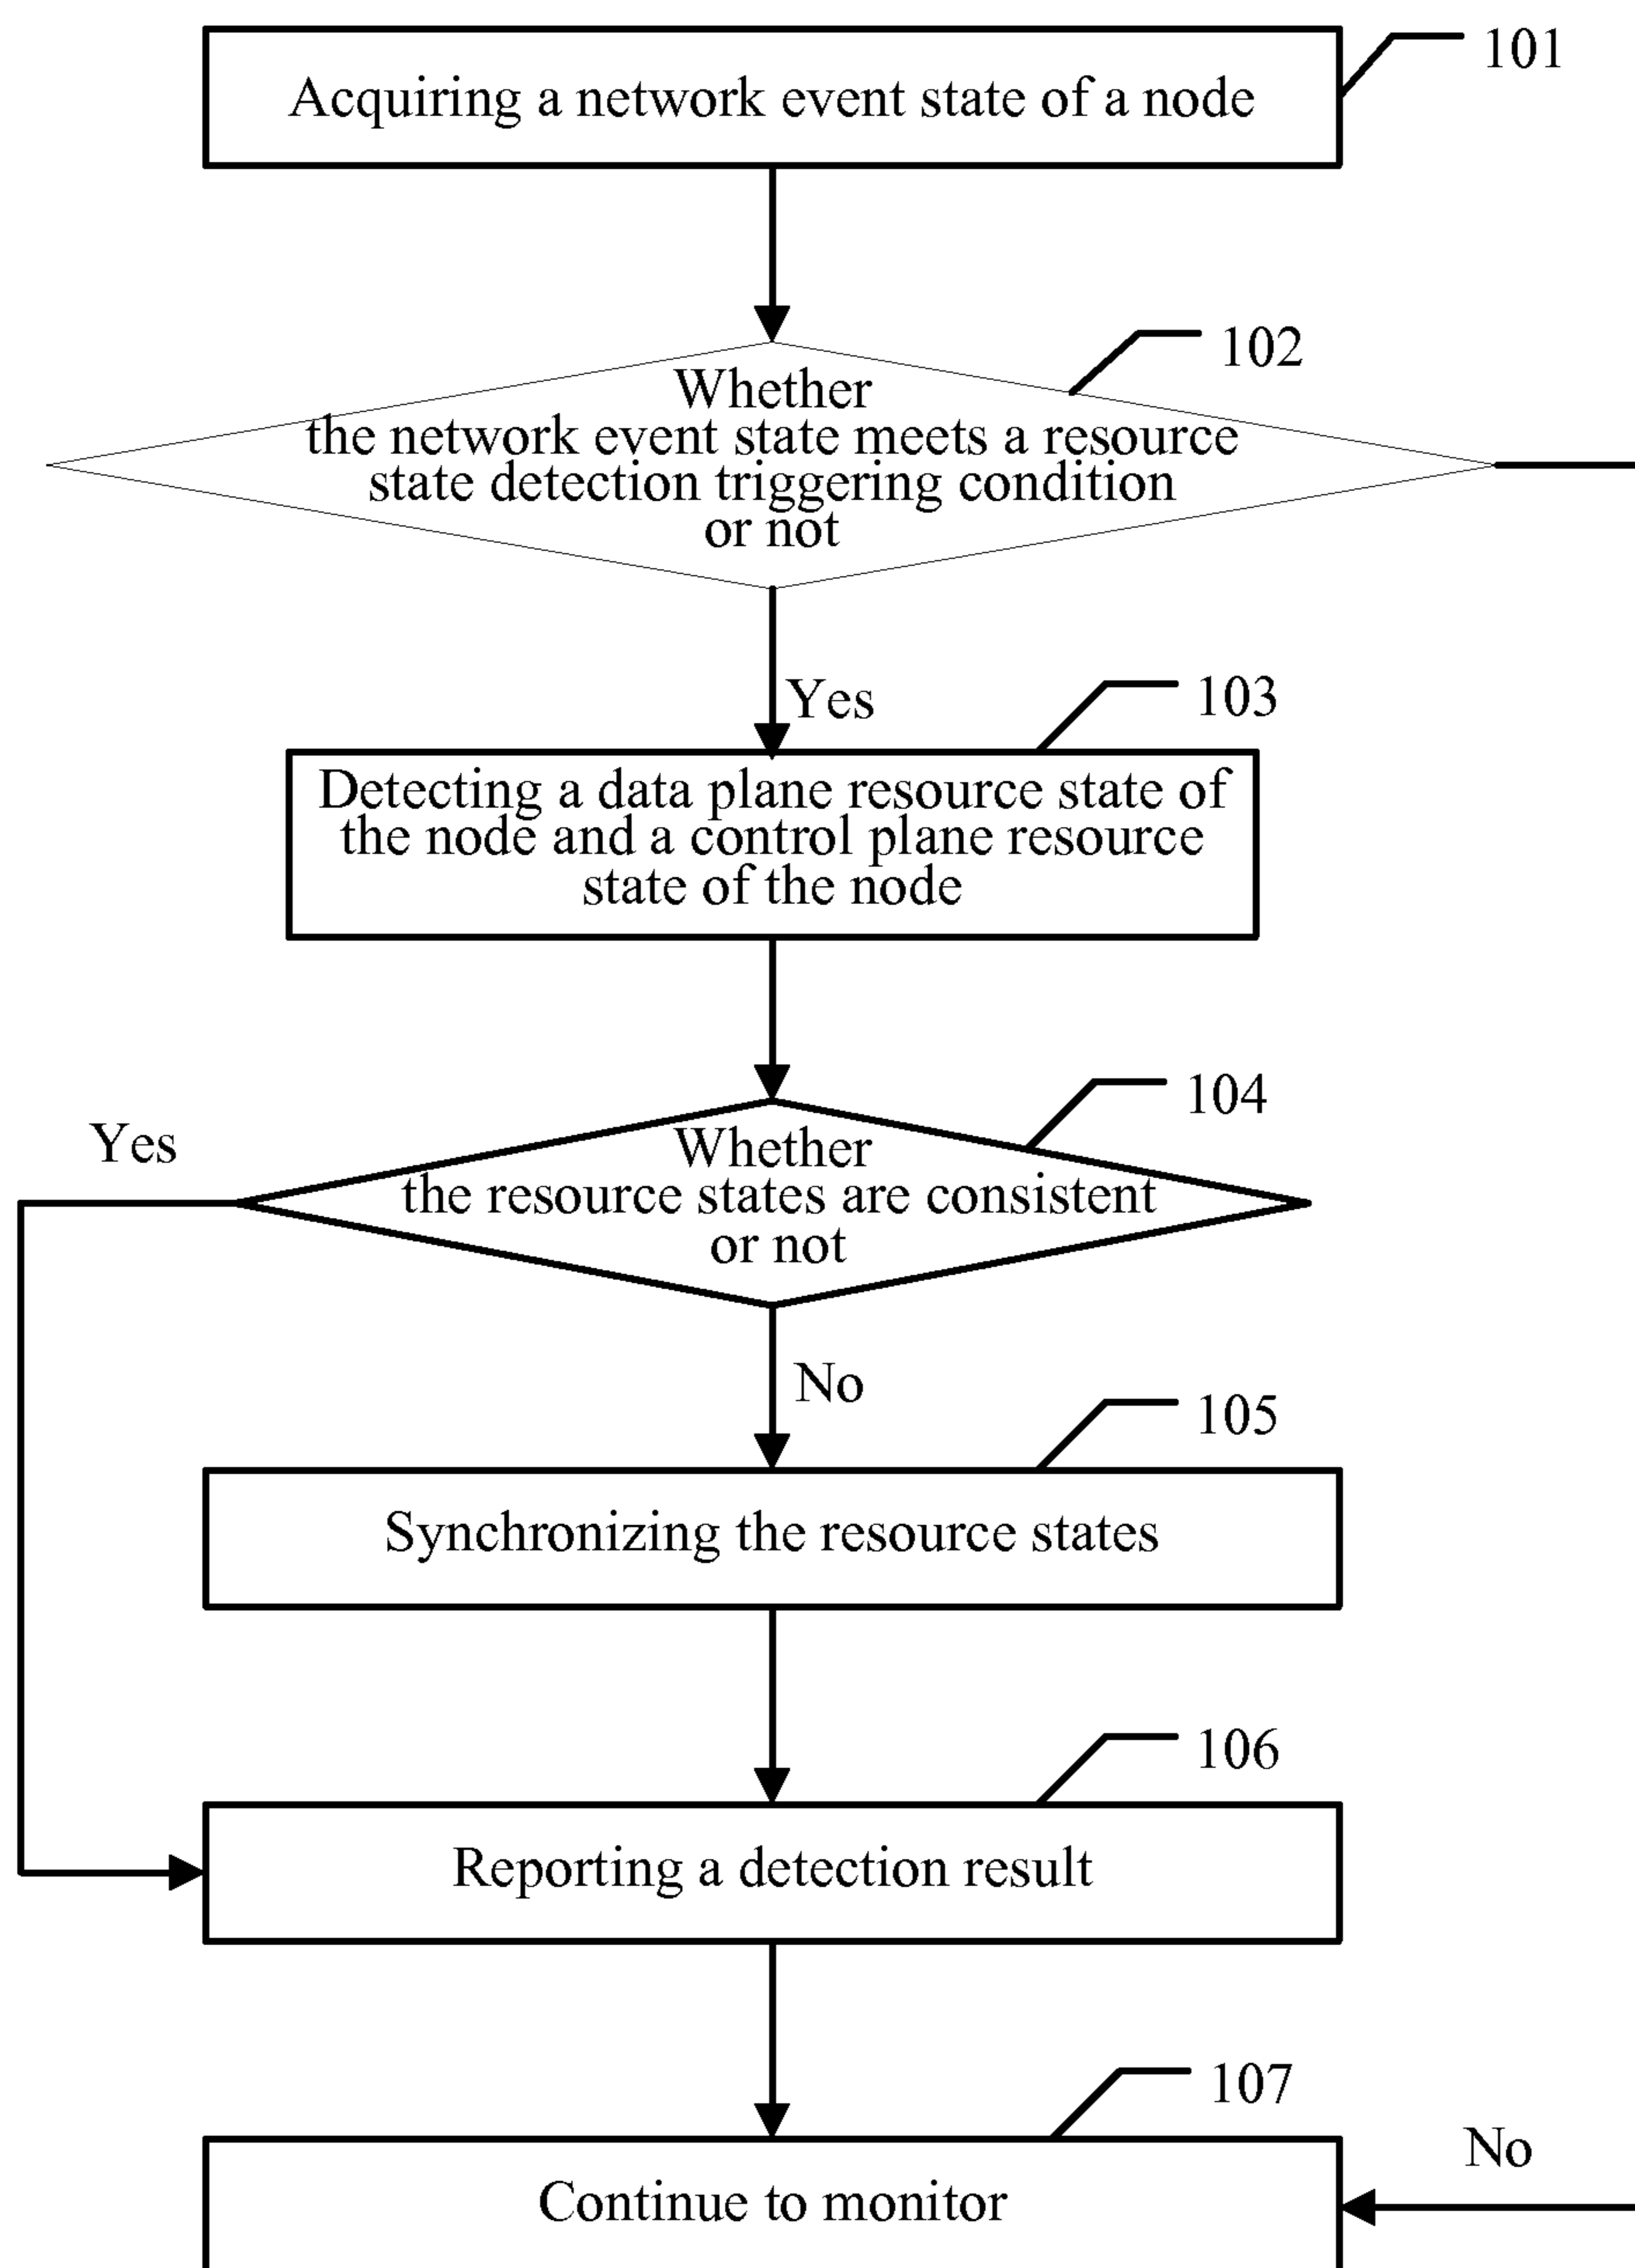 101
Acquiring a network event state of a node
102
Whether
the network event state meets a resource
state detection triggering condition
or not
Yes
103
Detecting a data plane resource state of
the node and a control plane resource
state of the node
104
Yes
Whether
the resource states are consistent
or not
No
105
Synchronizing the resource states
106
Reporting a detection result
107
No
Continue to monitor